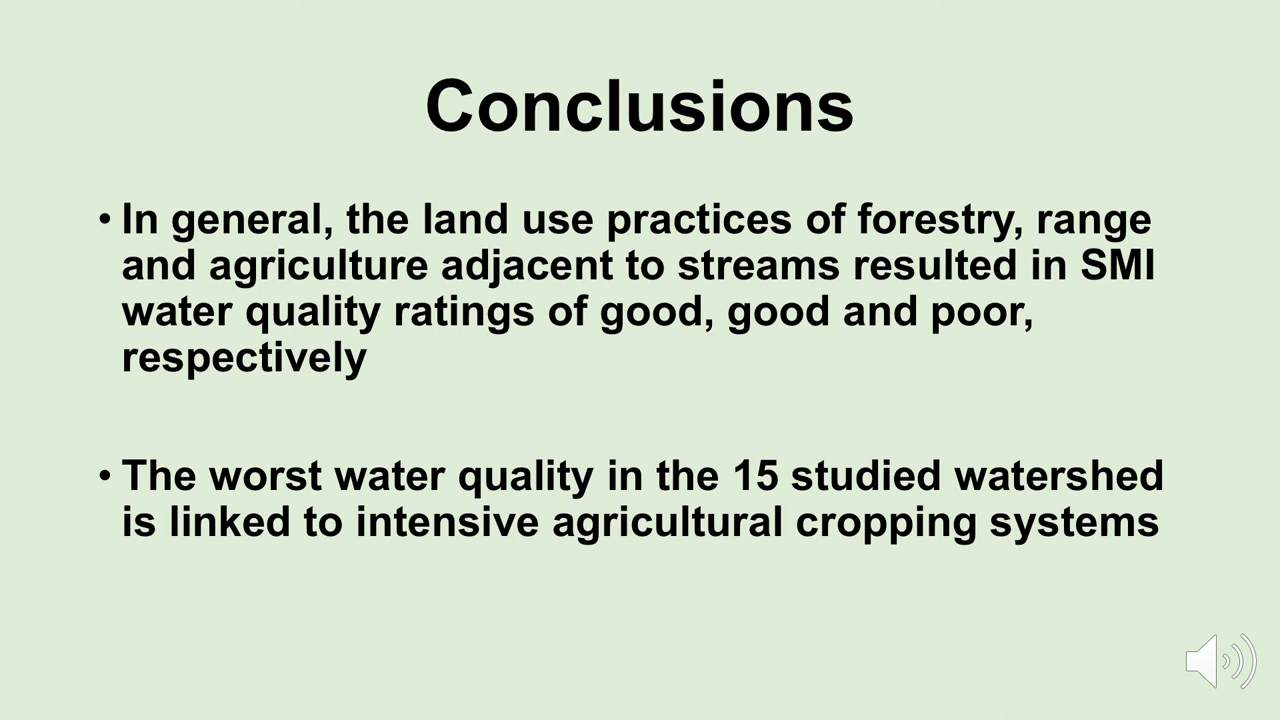 Conclusions
• In general, the land use practices of forestry, range
and agriculture adjacent to streams resulted in SMI
water quality ratings of good, good and poor,
respectively
• The worst water quality in the 15 studied watershed
is linked to intensive agricultural cropping systems